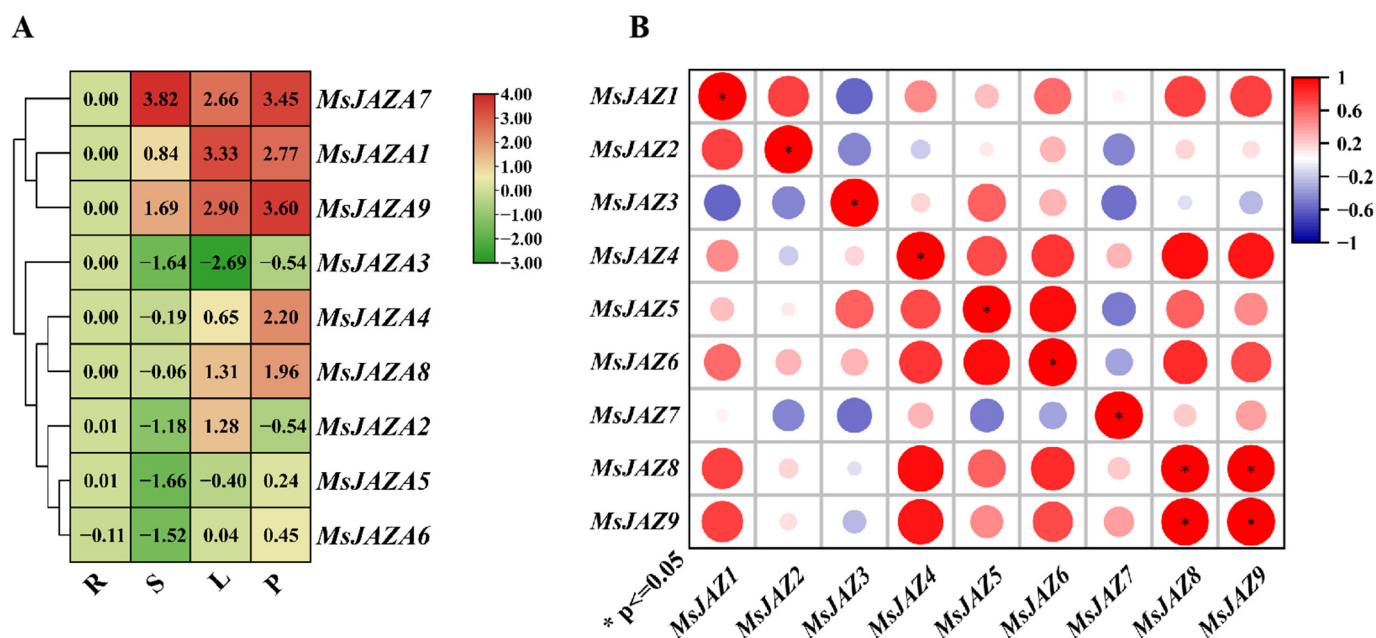 A
0.00 3.82 2.66 3.45 MsJAZA7
0.00 0.84 3.33 2.77 MsJAZA1
0.00 1.69 2.90 3.60 MsJAZA9
0.00 −1.64 −2.69 −0.54 MsJAZA3
0.00 −0.19 0.65 2.20 MsJAZA4
0.00 −0.06 1.31 1.96 MsJAZA8
0.01 −1.18 1.28 −0.54 MsJAZA2
0.01 −1.66 −0.40 0.24 MsJAZA5
−0.11 −1.52 0.04 0.45 MsJAZA6
R S L P
4.00
3.00
2.00
1.00
0.00
−1.00
−2.00
−3.00
B
MsJAZ1 *
MsJAZ2 *
MsJAZ3 *
MsJAZ4 *
MsJAZ5 *
MsJAZ6 *
MsJAZ7 *
MsJAZ8 * *
MsJAZ9 * *
* p<=0.05
MsJAZ1 MsJAZ2 MsJAZ3 MsJAZ4 MsJAZ5 MsJAZ6 MsJAZ7 MsJAZ8 MsJAZ9
1
0.6
0.2
−0.2
−0.6
−1